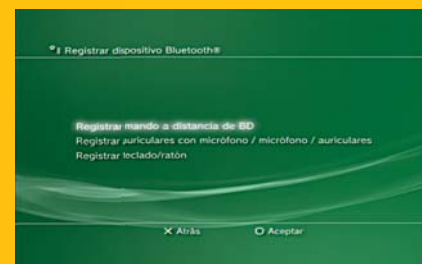 Registrar dispositivo Bluetooth®
Registrar mando a distancia de BD
Registrar auriculares con micrófono / micrófono / auriculares
Registrar teclado/ratón
X Atrás O Aceptar